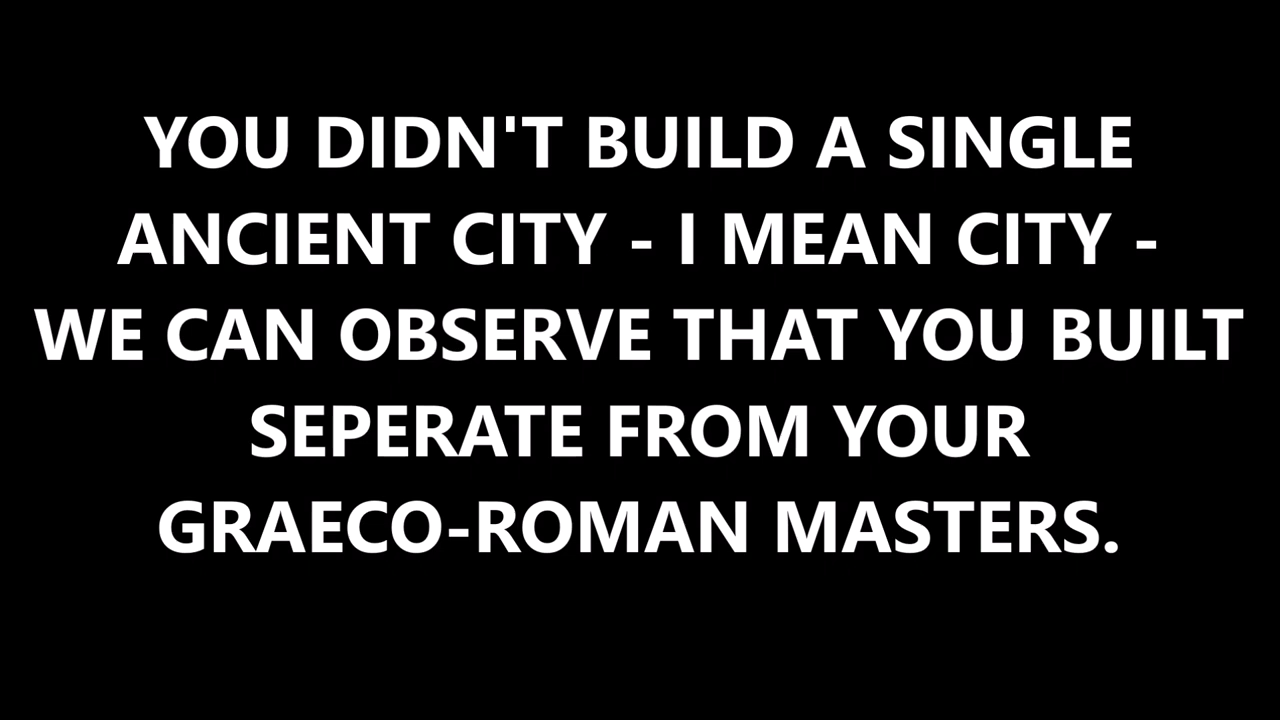 YOU DIDN'T BUILD A SINGLE
ANCIENT CITY - I MEAN CITY -
WE CAN OBSERVE THAT YOU BUILT
SEPERATE FROM YOUR
GRAECO-ROMAN MASTERS.